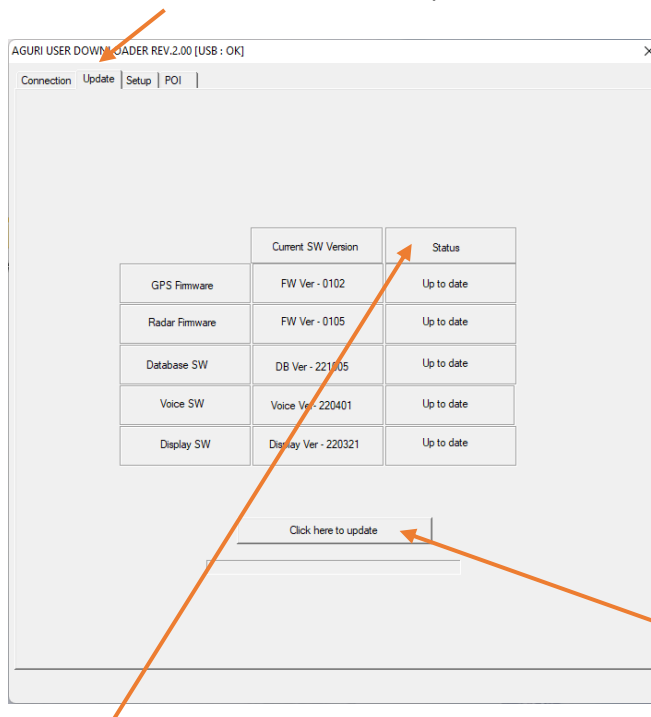 AGURI USER DOWNLOADER REV.2.00 [USB : OK]
Connection Update Setup POI
Current SW Version Status
GPS Firmware FW Ver - 0102 Up to date
Radar Firmware FW Ver - 0105 Up to date
Database SW DB Ver - 221005 Up to date
Voice SW Voice Ver - 220401 Up to date
Display SW Display Ver - 220321 Up to date
Click here to update